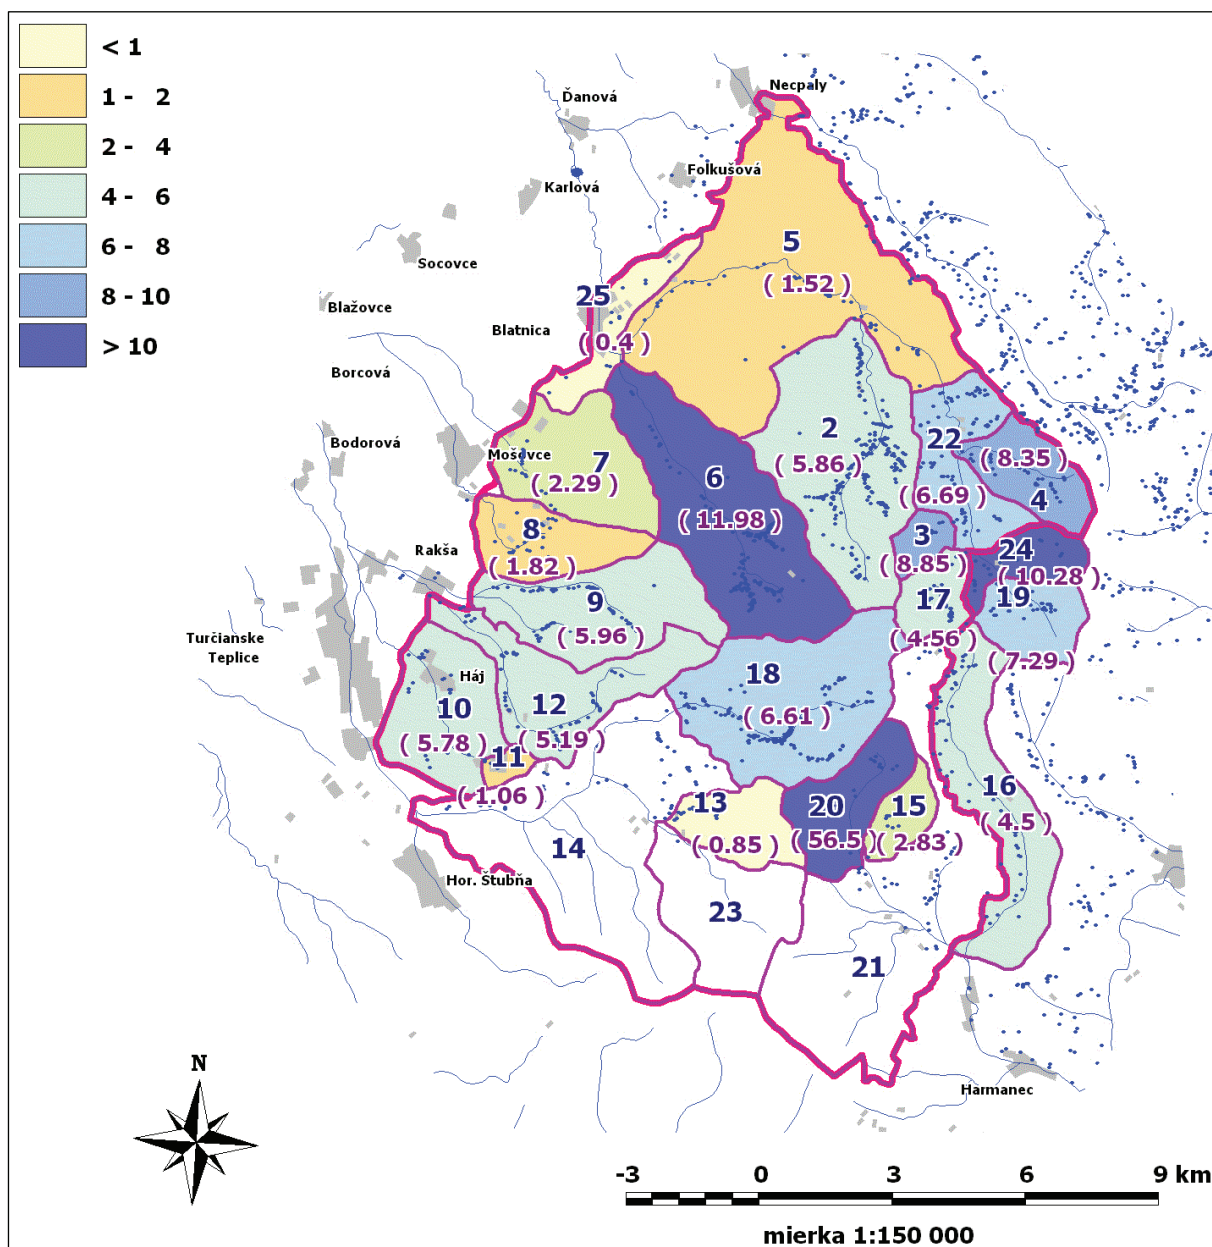 < 1
1 - 2
2 - 4
4 - 6
6 - 8
8 - 10
> 10
Necpaly
Ďanová
Folkušová
Karlová
Socovce
5
( 1.52 )
25
Blažovce
Blatnica
( 0.4 )
Borcová
Bodorová
Mošovce
7
( 2.29 )
6
( 11.98 )
2
( 5.86 )
22
( 6.69 )
( 8.35 )
4
8
( 1.82 )
3
( 8.85 )
24
( 10.28 )
Rakša
9
( 5.96 )
17
( 4.56 )
19
( 7.29 )
Turčianske
Teplice
Háj
10
( 5.78 )
12
( 5.19 )
18
( 6.61 )
11
( 1.06 )
13
( 0.85 )
20
( 56.5 )
15
( 2.83 )
16
( 4.5 )
14
Hor. Štubňa
23
21
Harmanec
N
-3 0 3 6 9 km
mierka 1:150 000